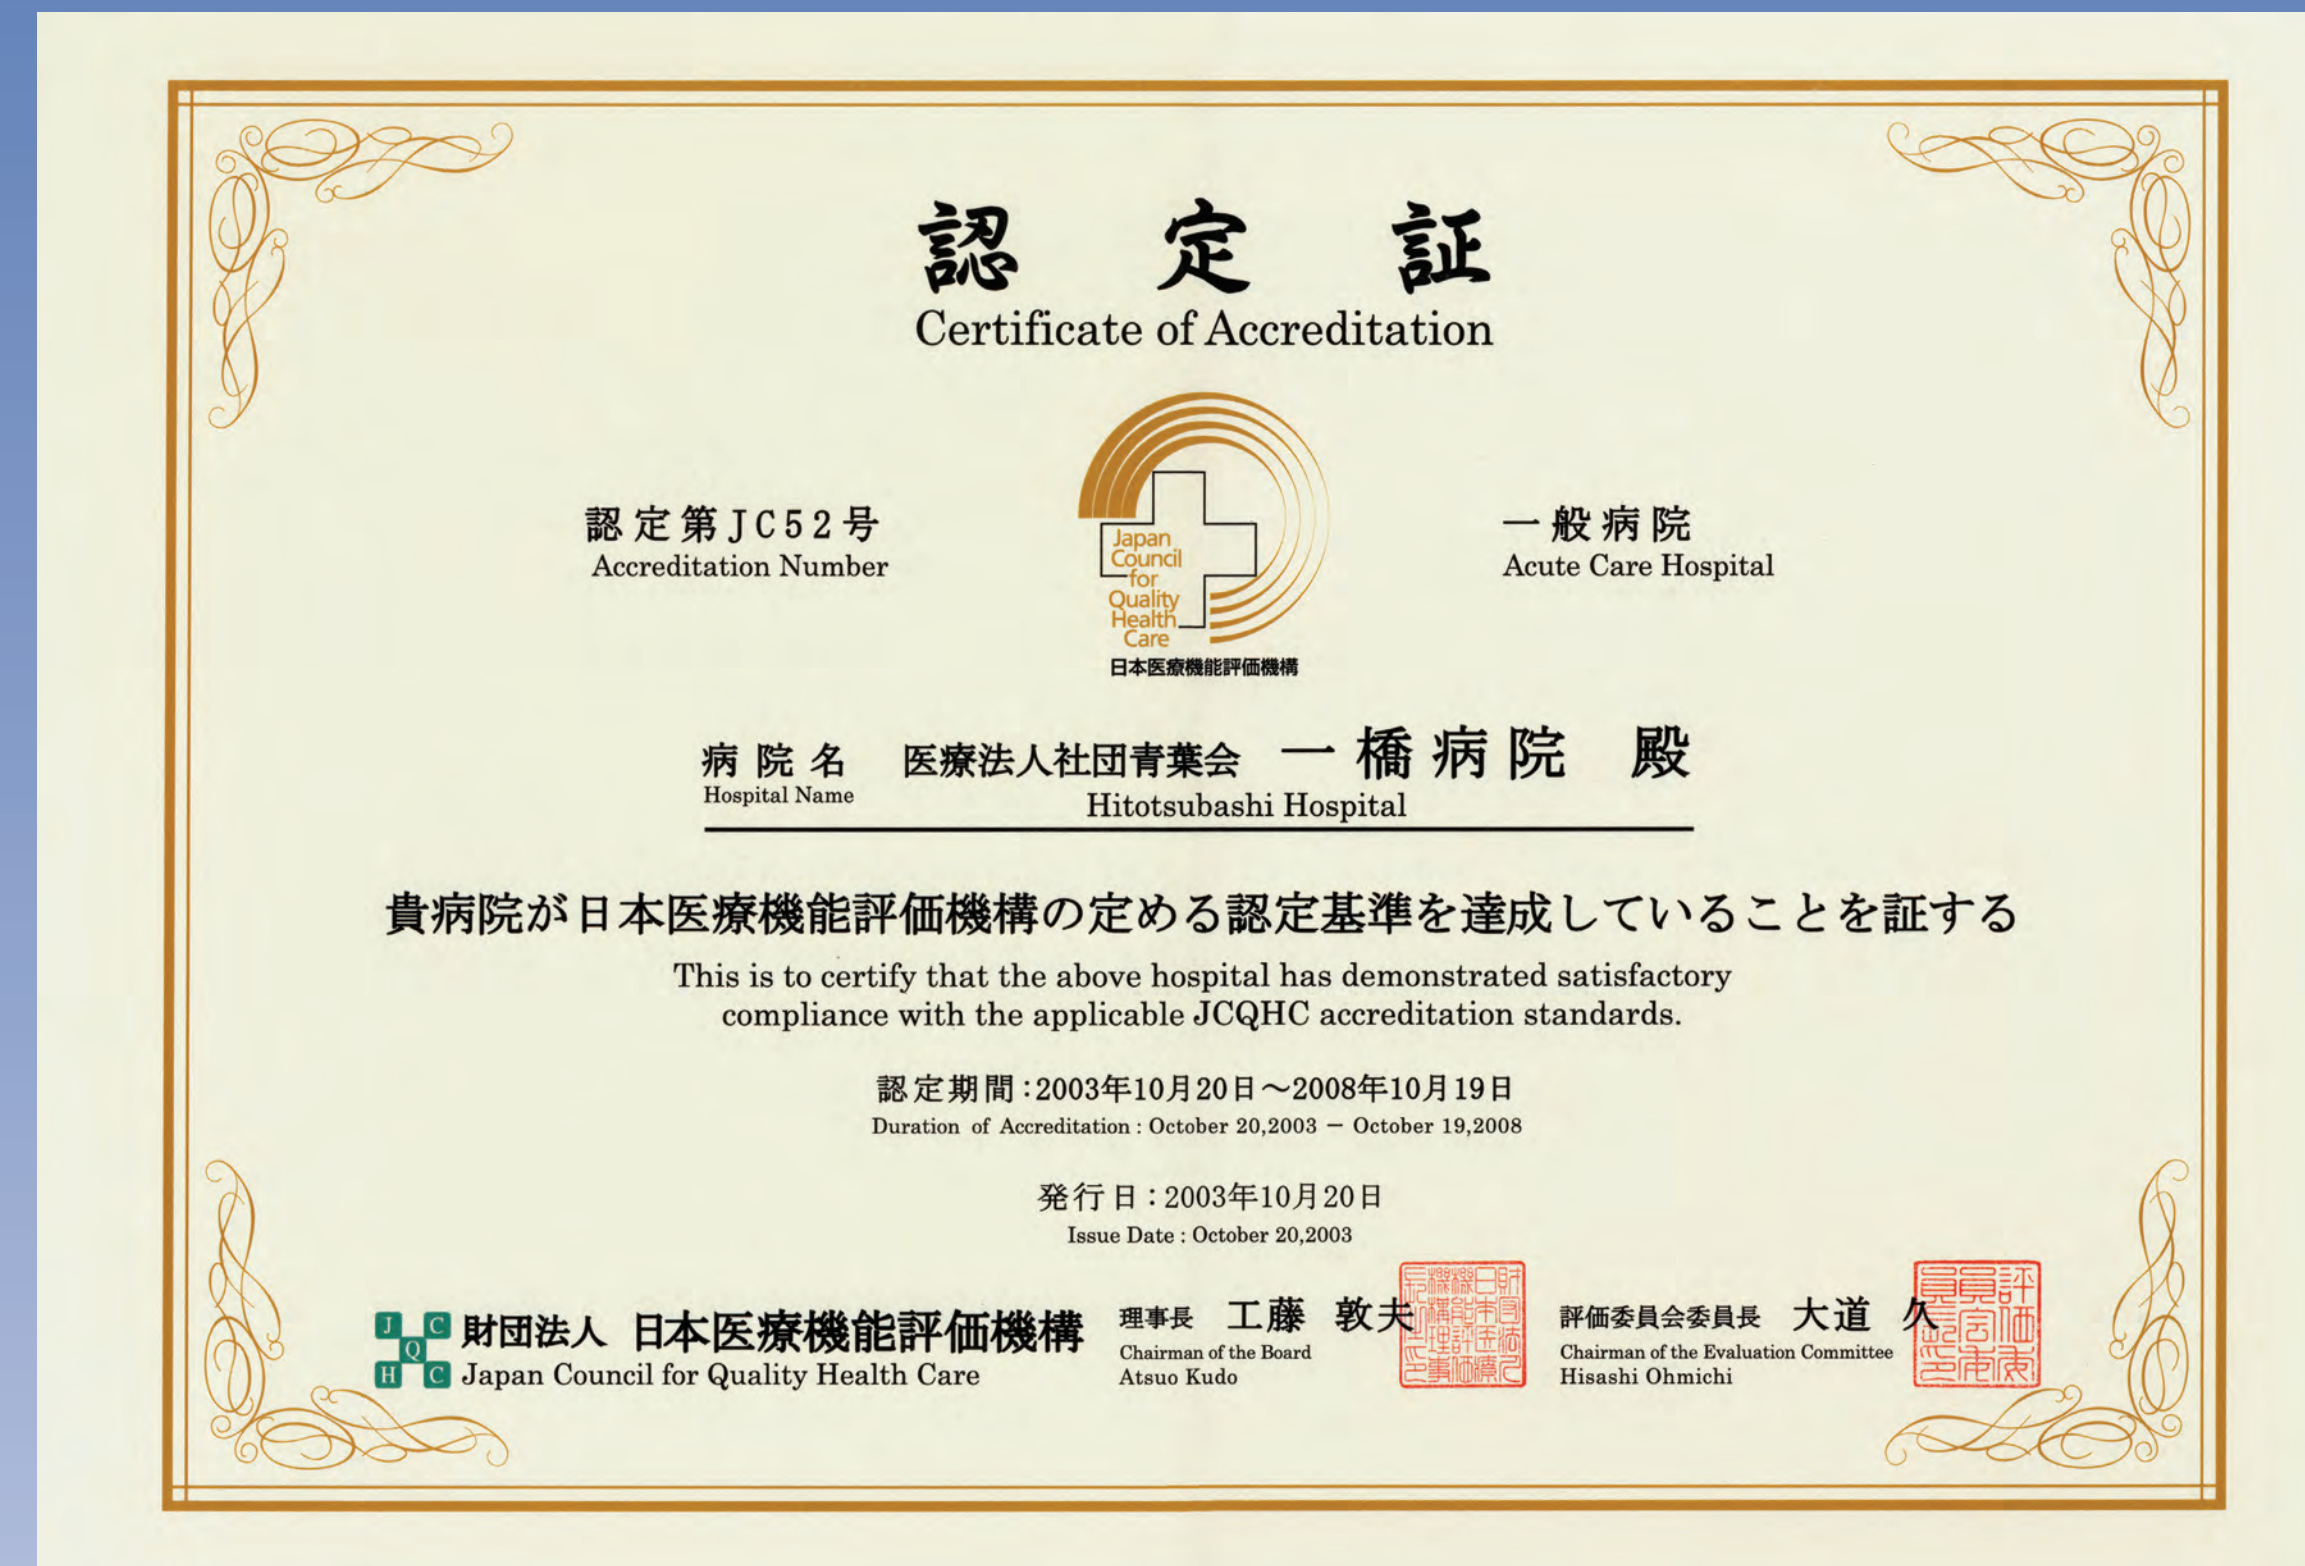 認定証
Certificate of Accreditation
認定第JC52号
Accreditation Number
Japan
Council
for
Quality
Health
Care
日本医療機能評価機構
一般病院
Acute Care Hospital
病院名 医療法人社団青葉会 一橋病院 殿
Hospital Name Hitotsubashi Hospital
貴病院が日本医療機能評価機構の定める認定基準を達成していることを証する
This is to certify that the above hospital has demonstrated satisfactory
compliance with the applicable JCQHC accreditation standards.
認定期間:2003年10月20日～2008年10月19日
Duration of Accreditation : October 20,2003 － October 19,2008
発行日:2003年10月20日
Issue Date : October 20,2003
J C
Q
H C
財団法人 日本医療機能評価機構
Japan Council for Quality Health Care
理事長 工藤 敦夫
Chairman of the Board
Atsuo Kudo
評価委員会委員長 大道 久
Chairman of the Evaluation Committee
Hisashi Ohmichi